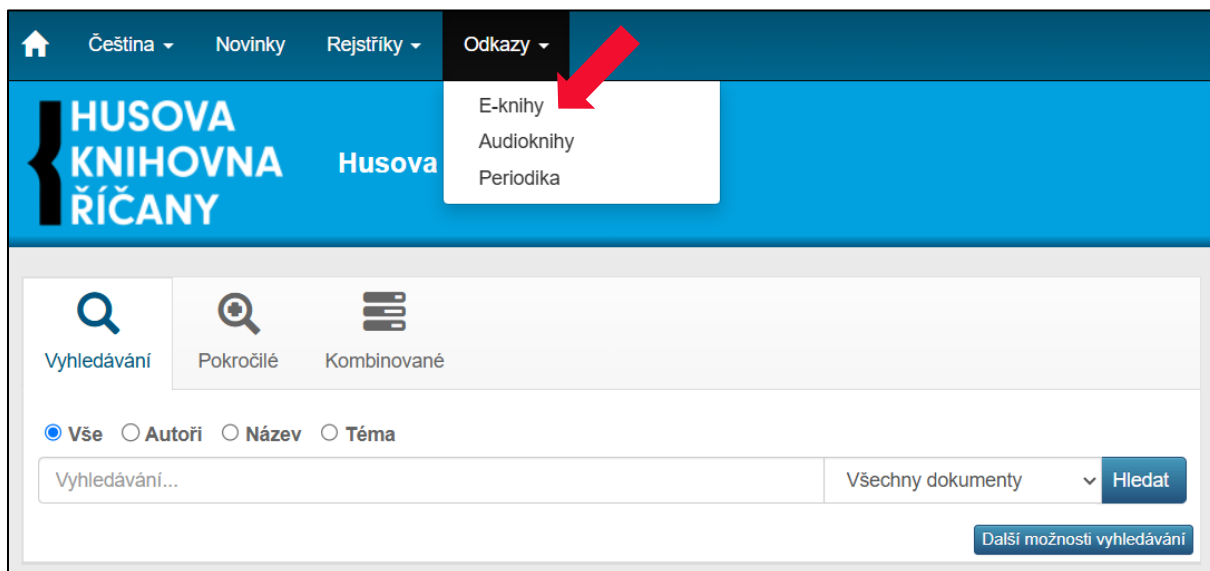 Čeština Novinky Rejstříky Odkazy
E-knihy
Audioknihy
Periodika
HUSOVA
KNIHOVNA
ŘÍČANY
Husova
Vyhledávání Pokročilé Kombinované
Vše Autoři Název Téma
Vyhledávání... Všechny dokumenty Hledat
Další možnosti vyhledávání